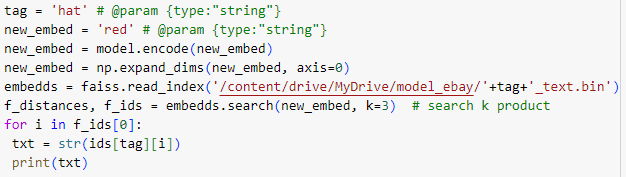 tag = 'hat' # @param {type:"string"}
new_embed = 'red' # @param {type:"string"}
new_embed = model.encode(new_embed)
new_embed = np.expand_dims(new_embed, axis=0)
embedds = faiss.read_index('/content/drive/MyDrive/model_ebay/'+tag+'_text.bin')
f_distances, f_ids = embedds.search(new_embed, k=3)  # search k product
for i in f_ids[0]:
 txt = str(ids[tag][i])
 print(txt)